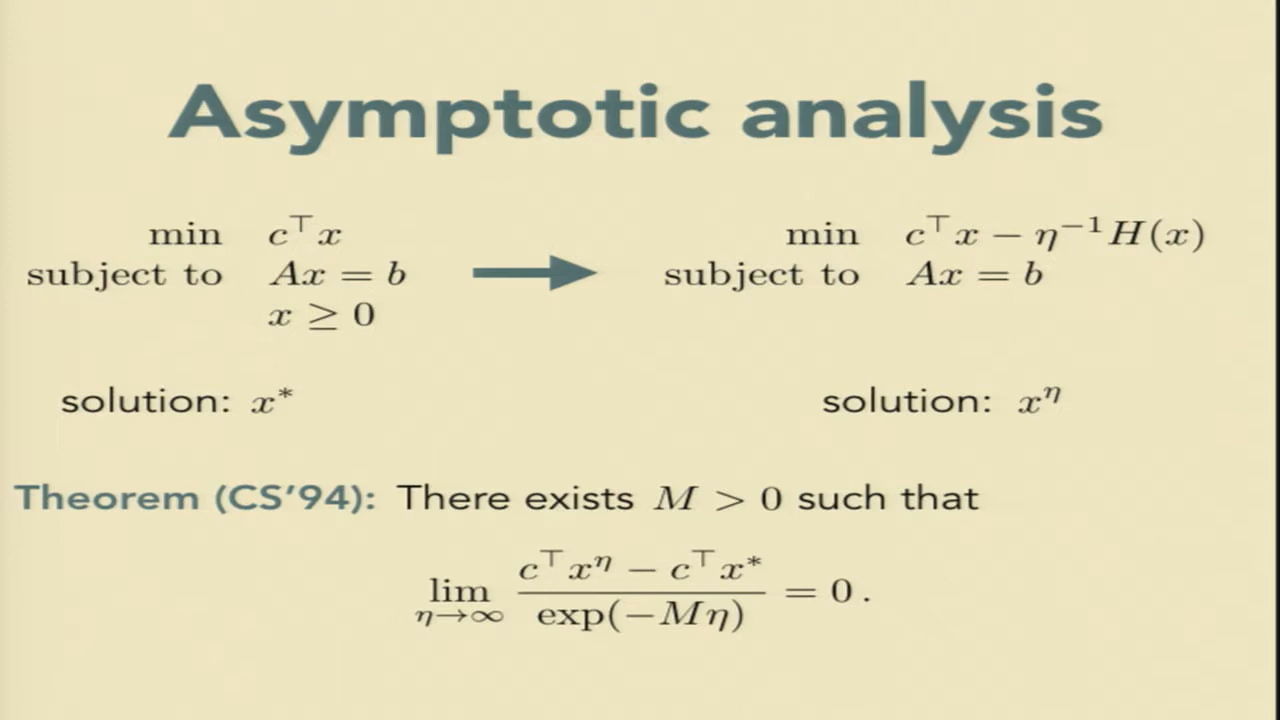 Asymptotic analysis
min c⊤x
subject to Ax = b
x ≥ 0
min c⊤x − η⁻¹H(x)
subject to Ax = b
solution: x*
solution: x^η
Theorem (CS'94): There exists M > 0 such that
lim_{η→∞} (c⊤x^η − c⊤x*) / exp(−Mη) = 0 .